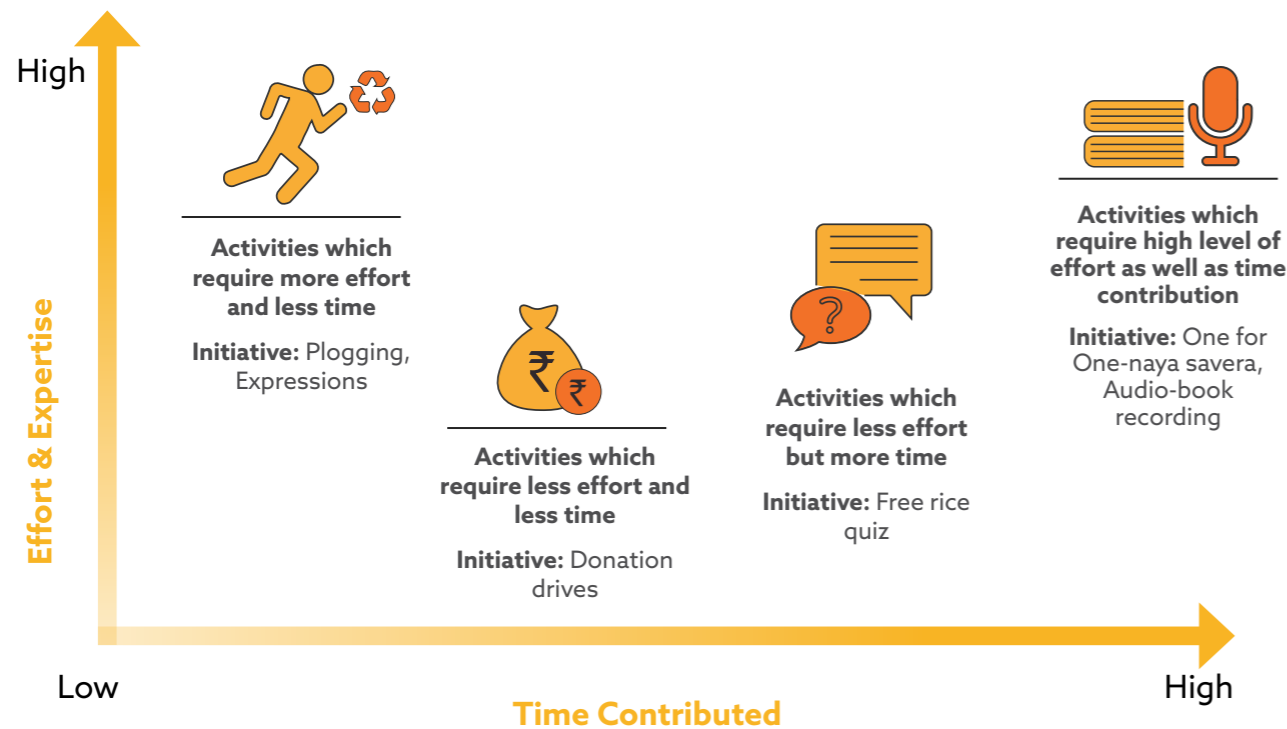 High
Effort & Expertise
Activities which
require more effort
and less time
Initiative: Plogging,
Expressions
₹
₹
Activities which
require less effort and
less time
Initiative: Donation
drives
?
Activities which
require less effort
but more time
Initiative: Free rice
quiz
Activities which
require high level of
effort as well as time
contribution
Initiative: One for
One-naya savera,
Audio-book
recording
Low
High
Time Contributed